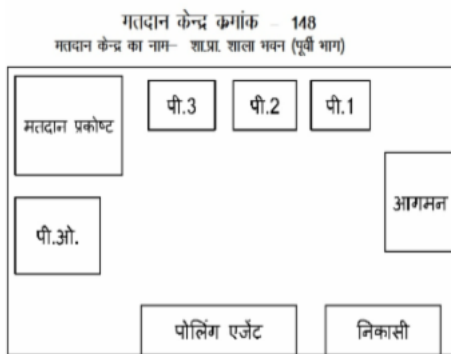 मतदान केन्द्र क्रमांक – 148
मतदान केन्द्र का नाम– शा.प्रा. शाला भवन (पूर्वी भाग)
मतदान प्रकोष्ट
पी.3
पी.2
पी.1
आगमन
पी.ओ.
पोलिंग एजेंट
निकासी